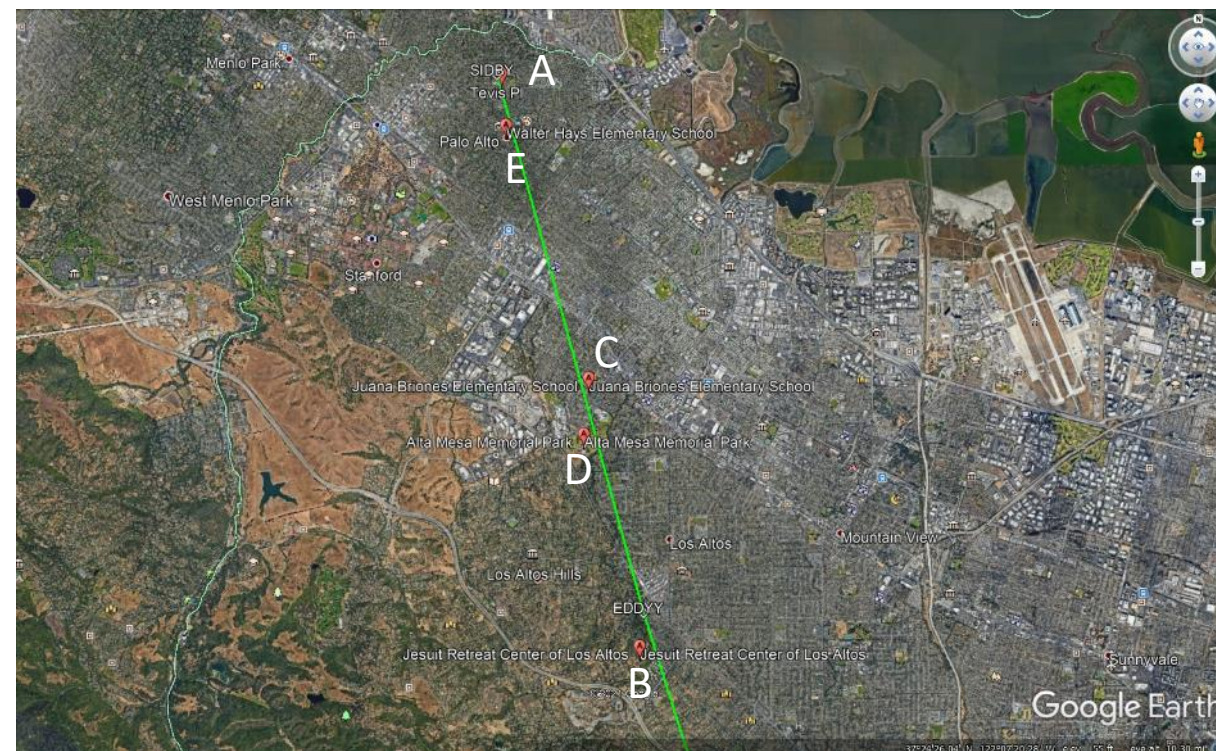 Menlo Park
SIDBY
A
Tevis Pl
Walter Hays Elementary School
Palo Alto
E
West Menlo Park
Stanford
C
Juana Briones Elementary School
Juana Briones Elementary School
Alta Mesa Memorial Park
Alta Mesa Memorial Park
D
Los Altos
Mountain View
Los Altos Hills
EDDYY
Jesuit Retreat Center of Los Altos
Jesuit Retreat Center of Los Altos
B
Sunnyvale
Google Earth
N